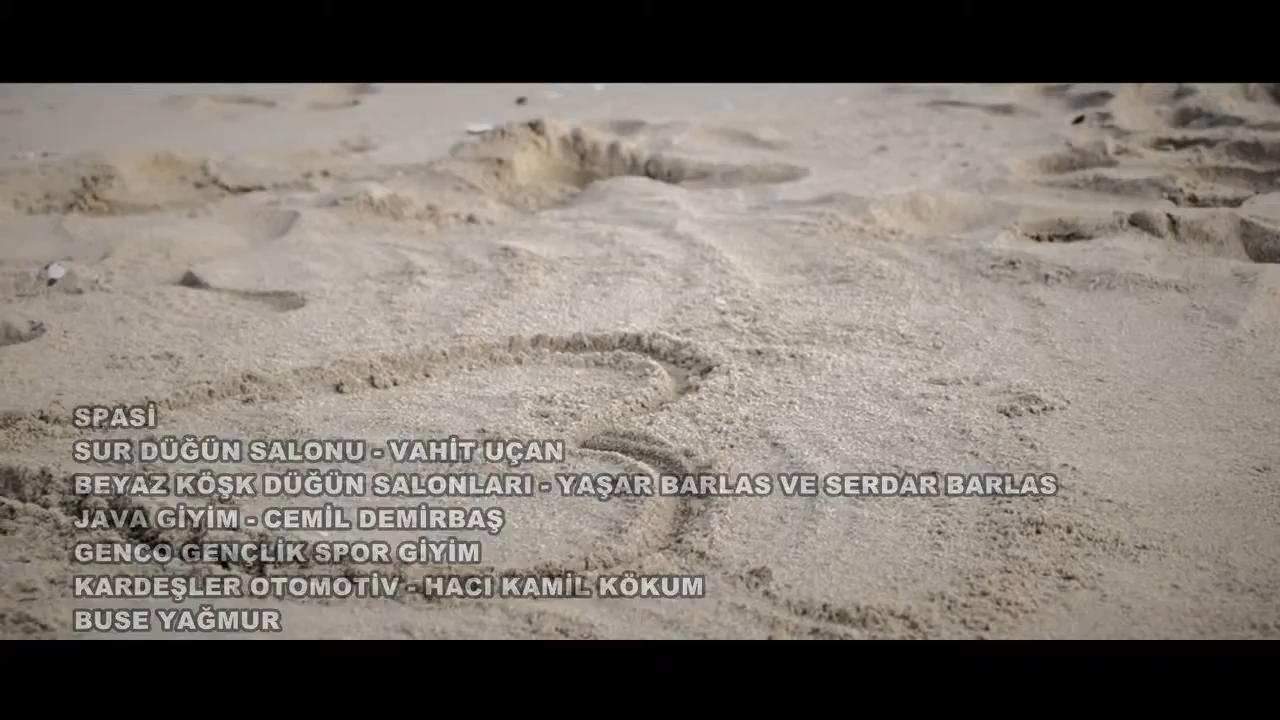 SPASİ
SUR DÜĞÜN SALONU - VAHİT UÇAN
BEYAZ KÖŞK DÜĞÜN SALONLARI - YAŞAR BARLAS VE SERDAR BARLAS
JAVA GİYİM - CEMİL DEMİRBAŞ
GENCO GENÇLİK SPOR GİYİM
KARDEŞLER OTOMOTİV - HACI KAMİL KÖKUM
BUSE YAĞMUR